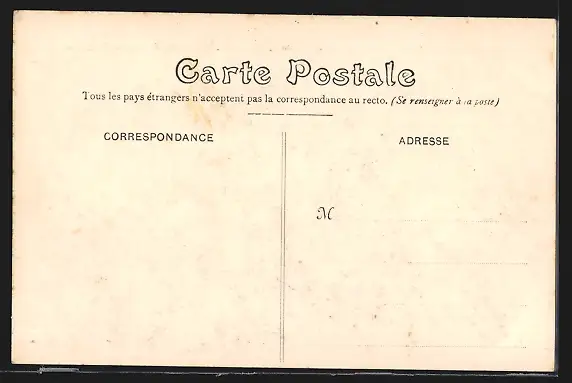 Carte Postale
Tous les pays étrangers n'acceptent pas la correspondance au recto. (Se renseigner à la poste)
CORRESPONDANCE
ADRESSE
M